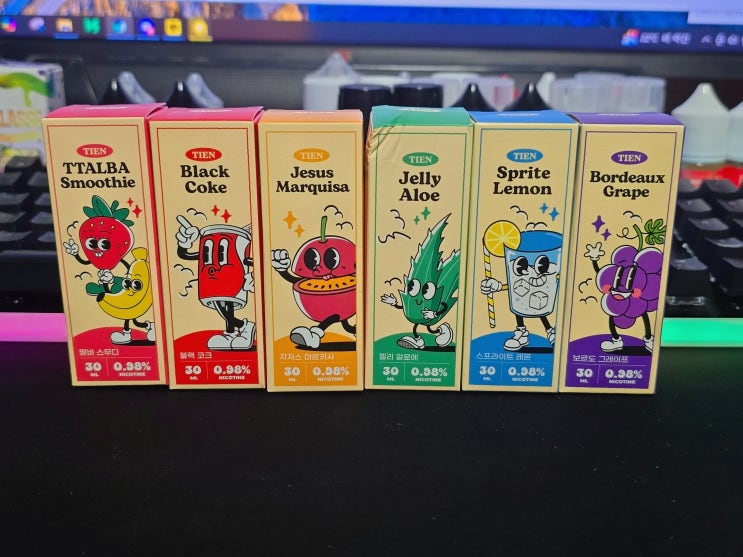 TIEN
TTALBA
Smoothie
딸바 스무디
30
ML
0.98%
NICOTINE
TIEN
Black
Coke
블랙 코크
30
ML
0.98%
NICOTINE
TIEN
Jesus
Marquisa
지저스 마르키사
30
ML
0.98%
NICOTINE
TIEN
Jelly
Aloe
젤리 알로에
30
ML
0.98%
NICOTINE
TIEN
Sprite
Lemon
스프라이트 레몬
30
ML
0.98%
NICOTINE
TIEN
Bordeaux
Grape
보르도 그레이프
30
ML
0.98%
NICOTINE